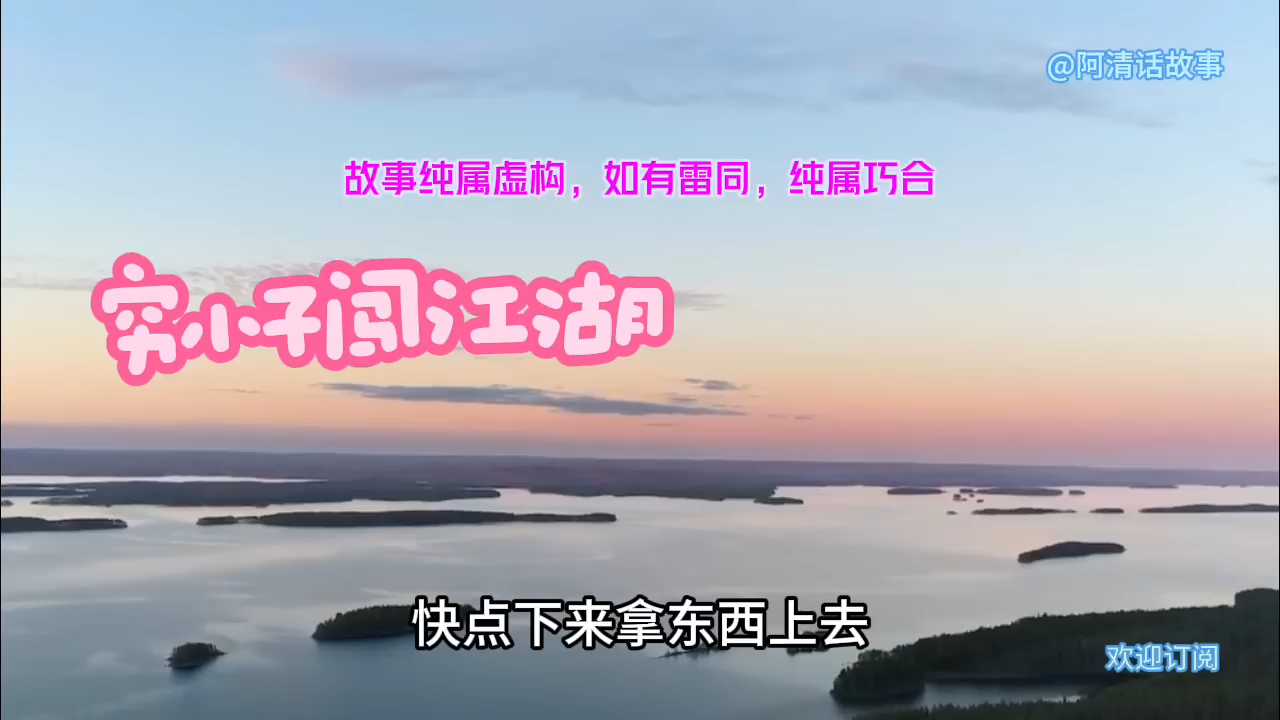 @阿清话故事
故事纯属虚构，如有雷同，纯属巧合
穷小子闯江湖
快点下来拿东西上去
欢迎订阅